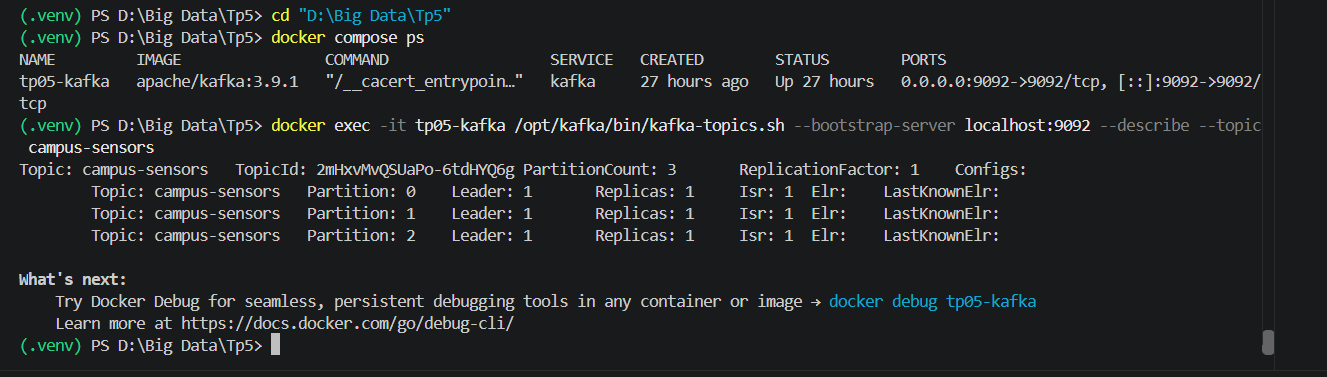 (.venv) PS D:\Big Data\Tp5> cd "D:\Big Data\Tp5"
(.venv) PS D:\Big Data\Tp5> docker compose ps
NAME         IMAGE                COMMAND                  SERVICE   CREATED        STATUS        PORTS
tp05-kafka   apache/kafka:3.9.1   "/__cacert_entrypoin…"   kafka     27 hours ago   Up 27 hours   0.0.0.0:9092->9092/tcp, [::]:9092->9092/
tcp
(.venv) PS D:\Big Data\Tp5> docker exec -it tp05-kafka /opt/kafka/bin/kafka-topics.sh --bootstrap-server localhost:9092 --describe --topic
 campus-sensors
Topic: campus-sensors   TopicId: 2mHxvMvQSUaPo-6tdHYQ6g PartitionCount: 3       ReplicationFactor: 1    Configs:
        Topic: campus-sensors   Partition: 0    Leader: 1       Replicas: 1     Isr: 1  Elr:    LastKnownElr:
        Topic: campus-sensors   Partition: 1    Leader: 1       Replicas: 1     Isr: 1  Elr:    LastKnownElr:
        Topic: campus-sensors   Partition: 2    Leader: 1       Replicas: 1     Isr: 1  Elr:    LastKnownElr:

What's next:
    Try Docker Debug for seamless, persistent debugging tools in any container or image → docker debug tp05-kafka
    Learn more at https://docs.docker.com/go/debug-cli/
(.venv) PS D:\Big Data\Tp5>